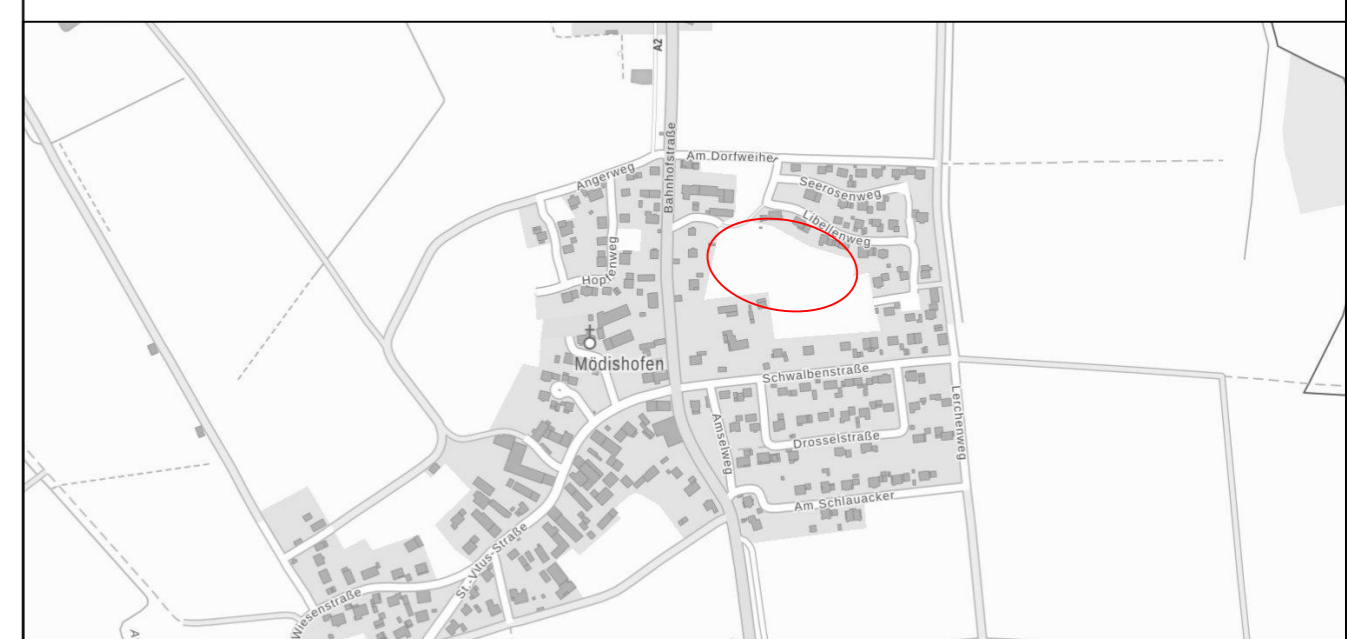 A2
Bahnhofstraße
Am Dorfweiher
Angerweg
Seerosenweg
Libellenweg
Hopfenweg
Mödishofen
Schwalbenstraße
Amselweg
Drosselstraße
Lerchenweg
Am Schlauacker
St.-Vitus-Straße
Wiesenstraße
A